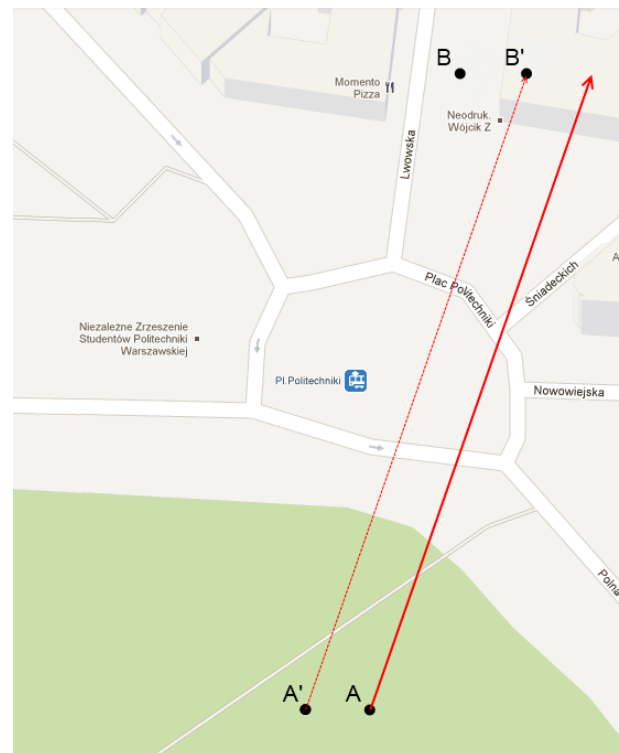 B
B'
Momento
Pizza
Neodruk.
Wójcik Z
Lwowska
Plac Politechniki
Śniadeckich
A
Niezależne Zrzeszenie
Studentów Politechniki
Warszawskiej
Pl.Politechniki
Nowowiejska
Polna
A'
A